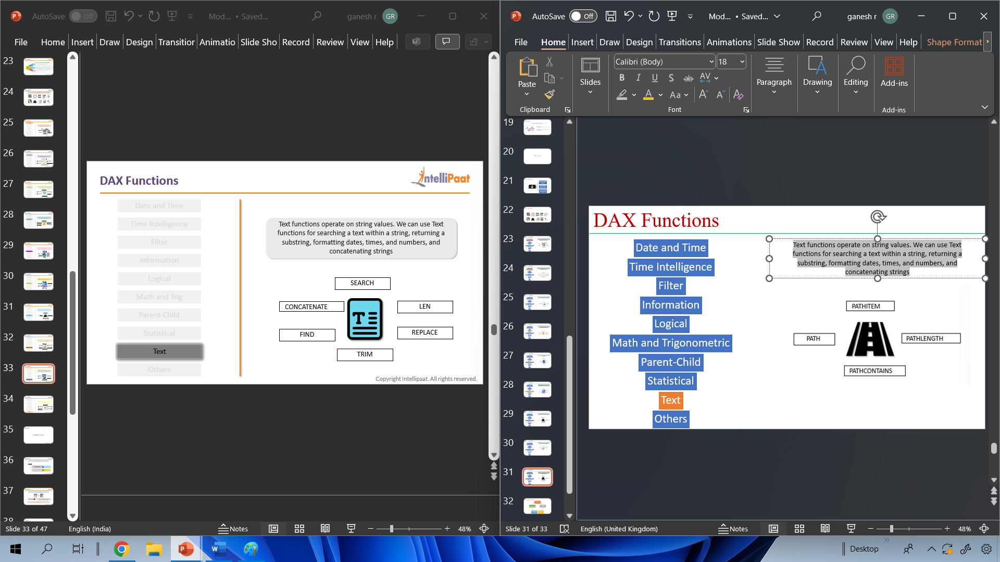 AutoSave Off Mod... • Saved... ganesh r GR
File Home Insert Draw Design Transitior Animatio Slide Sho Record Review View Help
23
24
25
26
27
28
29
30
31
32
33
34
35
36
37
38
DAX Functions
IntelliPaat
Date and Time
Time Intelligence
Filter
Information
Logical
Math and Trig
Parent-Child
Statistical
Text
Others
Text functions operate on string values. We can use Text
functions for searching a text within a string, returning a
substring, formatting dates, times, and numbers, and
concatenating strings
SEARCH
CONCATENATE
LEN
T
FIND
REPLACE
TRIM
Copyright Intellipaat. All rights reserved.
Slide 33 of 47 English (India) Notes 48%
AutoSave Off Mod... • Saved... ganesh r GR
File Home Insert Draw Design Transitions Animations Slide Show Record Review View Help Shape Format
Paste
Clipboard
Slides
Calibri (Body) 18
B I U S ab AV
A Aa A A A
Font
Paragraph
Drawing
Editing
Add-ins
Add-ins
19
20
21
22
23
24
25
26
27
28
29
30
31
32
DAX Functions
Date and Time
Time Intelligence
Filter
Information
Logical
Math and Trigonometric
Parent-Child
Statistical
Text
Others
Text functions operate on string values. We can use Text
functions for searching a text within a string, returning a
substring, formatting dates, times, and numbers, and
concatenating strings
PATHITEM
PATH
PATHLENGTH
PATHCONTAINS
Slide 31 of 33 English (United Kingdom) Notes 48%
Desktop